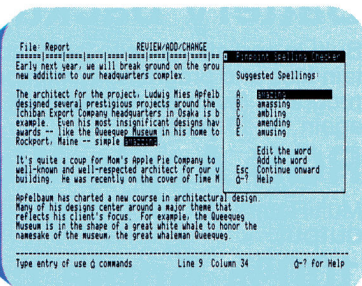 File: Report REVIEW/ADD/CHANGE
Early next year, we will break ground on the grou
new addition to our headquarters complex.
The architect for the project, Ludwig Mies Apfelb
designed several prestigious projects around the
Ichiban Export Company headquarters in Osaka is b
example. Even his most insignificant designs hav
awards -- like the Queequeg Museum in his home to
Rockport, Maine -- simple
It's quite a coup for Mom's Apple Pie Company to
well-known and well-respected architect for our v
building. He was recently on the cover of Time M
Apfelbaum has charted a new course in architectural design.
Many of his designs center around a major theme that
reflects his client's focus. For example, the Queequeg
Museum is in the shape of a great white whale to honor the
namesake of the museum, the great whaleman Queequeg.
Pinpoint Spelling Checker
Suggested Spellings:
A. amazing
B. amassing
C. ambling
D. amending
E. amusing
Edit the word
Add the word
Esc Continue onward
-? Help
Type entry or use commands Line 9 Column 34 -? for Help